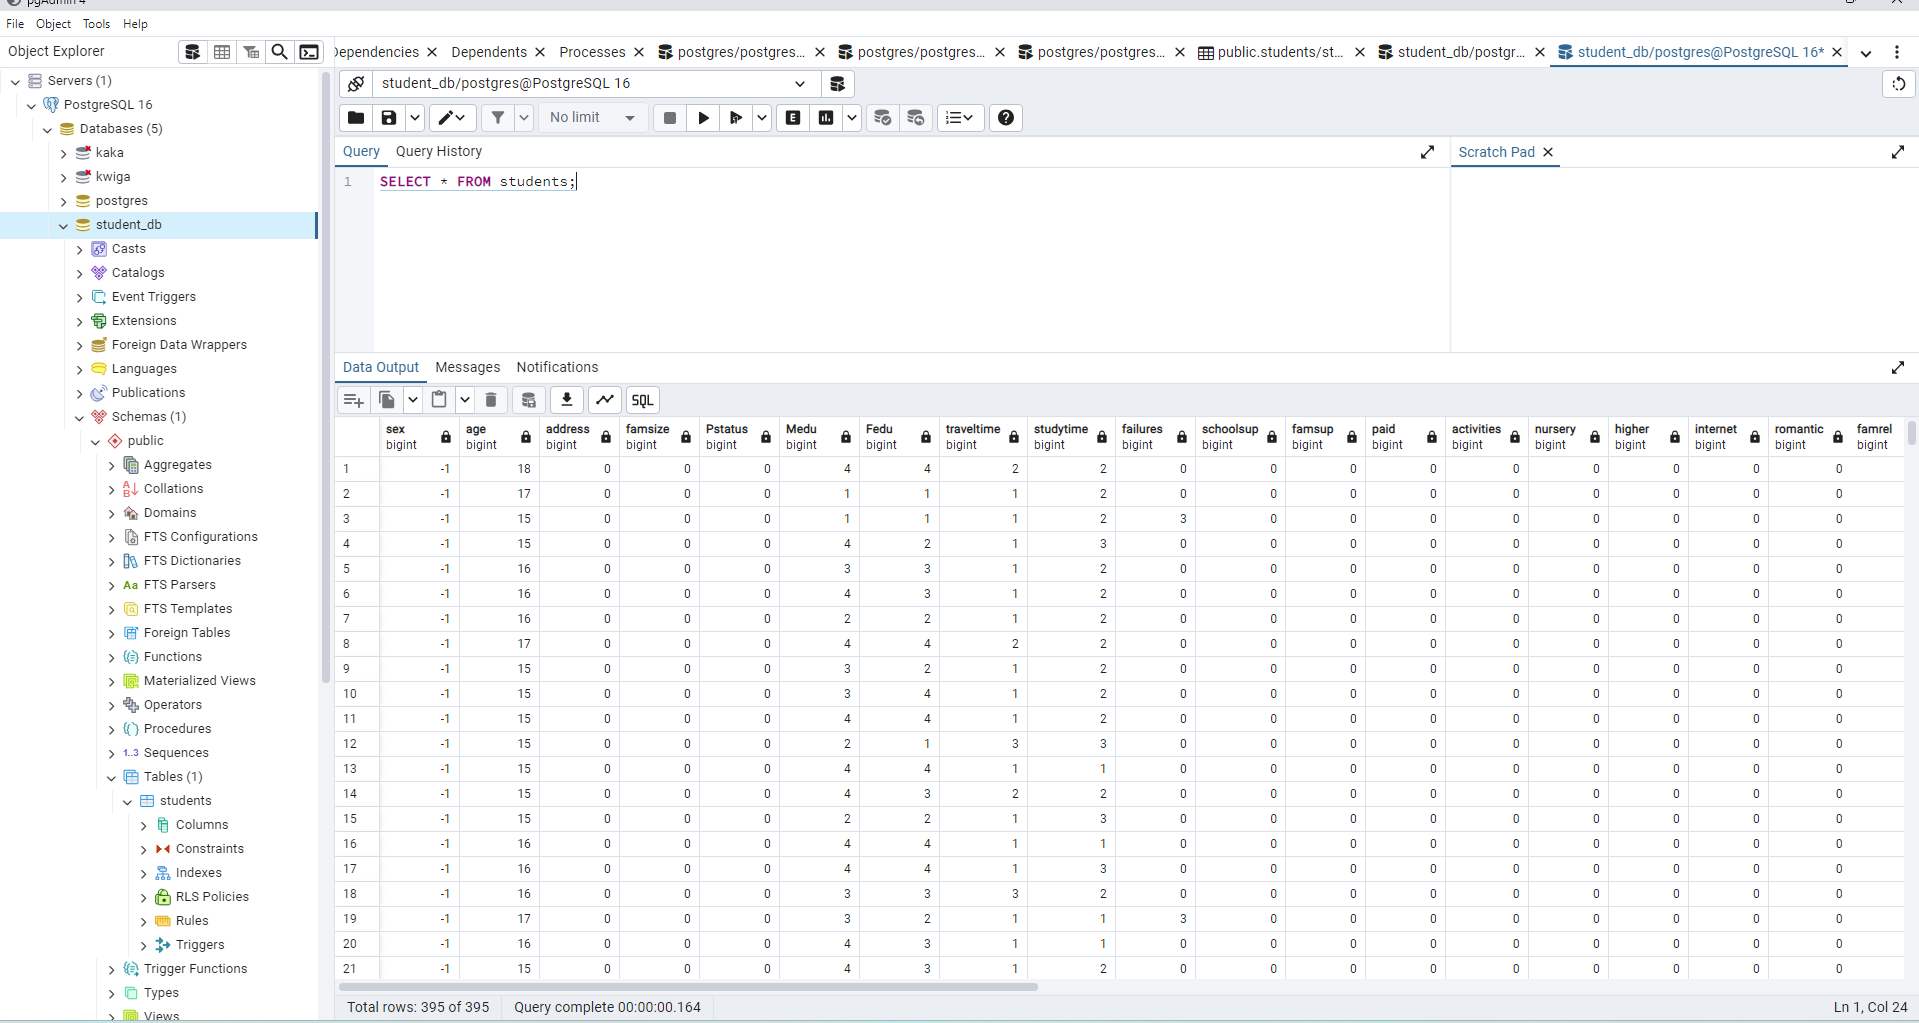 pgAdmin 4
File Object Tools Help
Object Explorer
Dependencies Dependents Processes postgres/postgres... postgres/postgres... postgres/postgres... public.students/st... student_db/postgr... student_db/postgres@PostgreSQL 16*
student_db/postgres@PostgreSQL 16
No limit E
Query Query History
Scratch Pad
1 SELECT * FROM students;
Servers (1)
PostgreSQL 16
Databases (5)
kaka
kwiga
postgres
student_db
Casts
Catalogs
Event Triggers
Extensions
Foreign Data Wrappers
Languages
Publications
Schemas (1)
public
Aggregates
Collations
Domains
FTS Configurations
FTS Dictionaries
Aa FTS Parsers
FTS Templates
Foreign Tables
Functions
Materialized Views
Operators
Procedures
1..3 Sequences
Tables (1)
students
Columns
Constraints
Indexes
RLS Policies
Rules
Triggers
Trigger Functions
Types
Views
Data Output Messages Notifications
SQL
sex age address famsize Pstatus Medu Fedu traveltime studytime failures schoolsup famsup paid activities nursery higher internet romantic famrel
bigint bigint bigint bigint bigint bigint bigint bigint bigint bigint bigint bigint bigint bigint bigint bigint bigint bigint bigint
1 -1 18 0 0 0 4 4 2 2 0 0 0 0 0 0 0 0 0
2 -1 17 0 0 0 1 1 1 2 0 0 0 0 0 0 0 0 0
3 -1 15 0 0 0 1 1 1 2 3 0 0 0 0 0 0 0 0
4 -1 15 0 0 0 4 2 1 3 0 0 0 0 0 0 0 0 0
5 -1 16 0 0 0 3 3 1 2 0 0 0 0 0 0 0 0 0
6 -1 16 0 0 0 4 3 1 2 0 0 0 0 0 0 0 0 0
7 -1 16 0 0 0 2 2 1 2 0 0 0 0 0 0 0 0 0
8 -1 17 0 0 0 4 4 2 2 0 0 0 0 0 0 0 0 0
9 -1 15 0 0 0 3 2 1 2 0 0 0 0 0 0 0 0 0
10 -1 15 0 0 0 3 4 1 2 0 0 0 0 0 0 0 0 0
11 -1 15 0 0 0 4 4 1 2 0 0 0 0 0 0 0 0 0
12 -1 15 0 0 0 2 1 3 3 0 0 0 0 0 0 0 0 0
13 -1 15 0 0 0 4 4 1 1 0 0 0 0 0 0 0 0 0
14 -1 15 0 0 0 4 3 2 2 0 0 0 0 0 0 0 0 0
15 -1 15 0 0 0 2 2 1 3 0 0 0 0 0 0 0 0 0
16 -1 16 0 0 0 4 4 1 1 0 0 0 0 0 0 0 0 0
17 -1 16 0 0 0 4 4 1 3 0 0 0 0 0 0 0 0 0
18 -1 16 0 0 0 3 3 3 2 0 0 0 0 0 0 0 0 0
19 -1 17 0 0 0 3 2 1 1 3 0 0 0 0 0 0 0 0
20 -1 16 0 0 0 4 3 1 1 0 0 0 0 0 0 0 0 0
21 -1 15 0 0 0 4 3 1 2 0 0 0 0 0 0 0 0 0
Total rows: 395 of 395 Query complete 00:00:00.164 Ln 1, Col 24